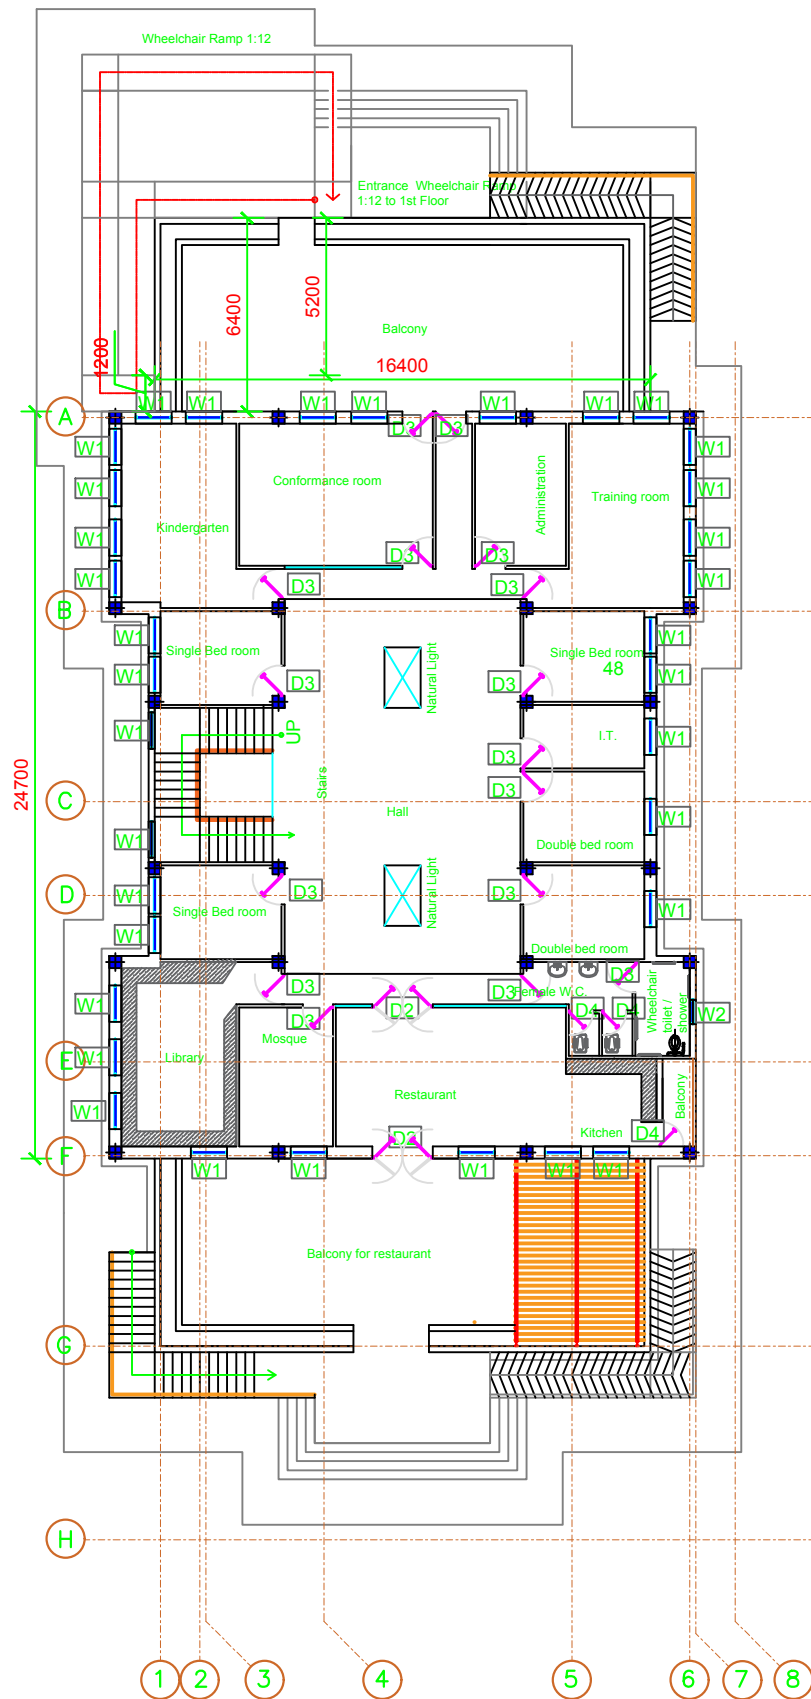 Wheelchair Ramp 1:12
Entrance Wheelchair Ramp
1:12 to 1st Floor
6400
5200
Balcony
1200
16400
W1 W1 W1 W1 W1 W1 W1
A
D3 D3
W1 W1
Conformance room
Administration
Training room
W1 W1
Kindergarten
W1 W1
D3 D3
W1 W1
D3 D3
B
W1 W1
Single Bed room
Single Bed room
Natural Light
48
W1 W1
D3 D3
UP
W1 W1
I.T.
24700
Stairs
D3
D3
C
Hall
W1
W1
Double bed room
D
W1
D3 D3
Natural Light
W1
Single Bed room
W1
Double bed room
D3
D3 D3
Female W.C.
Wheelchair
toilet /
shower
W1
D2
D4 D4
W2
D3
Mosque
E
W1
Library
Restaurant
Balcony
W1
Kitchen
D4
D2
F
W1 W1 W1 W1 W1
Balcony for restaurant
G
H
1 2 3 4 5 6 7 8